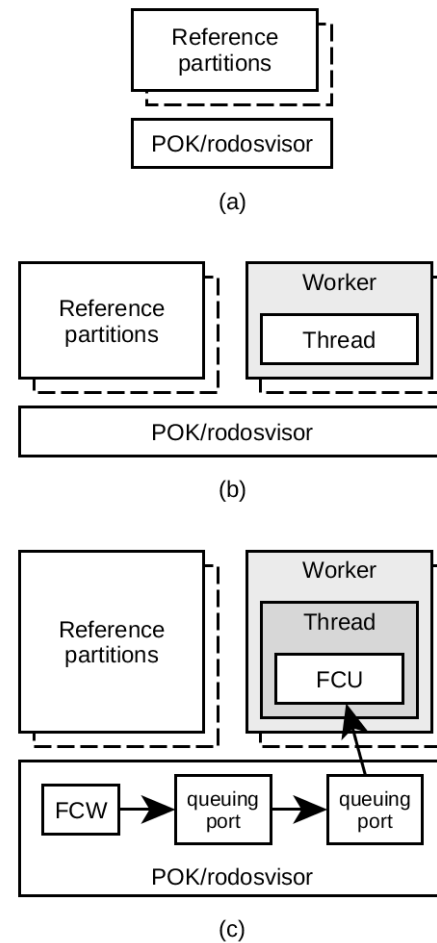 Reference
partitions
POK/rodosvisor
(a)
Reference
partitions
Worker
Thread
POK/rodosvisor
(b)
Reference
partitions
Worker
Thread
FCU
FCW
queuing
port
queuing
port
POK/rodosvisor
(c)